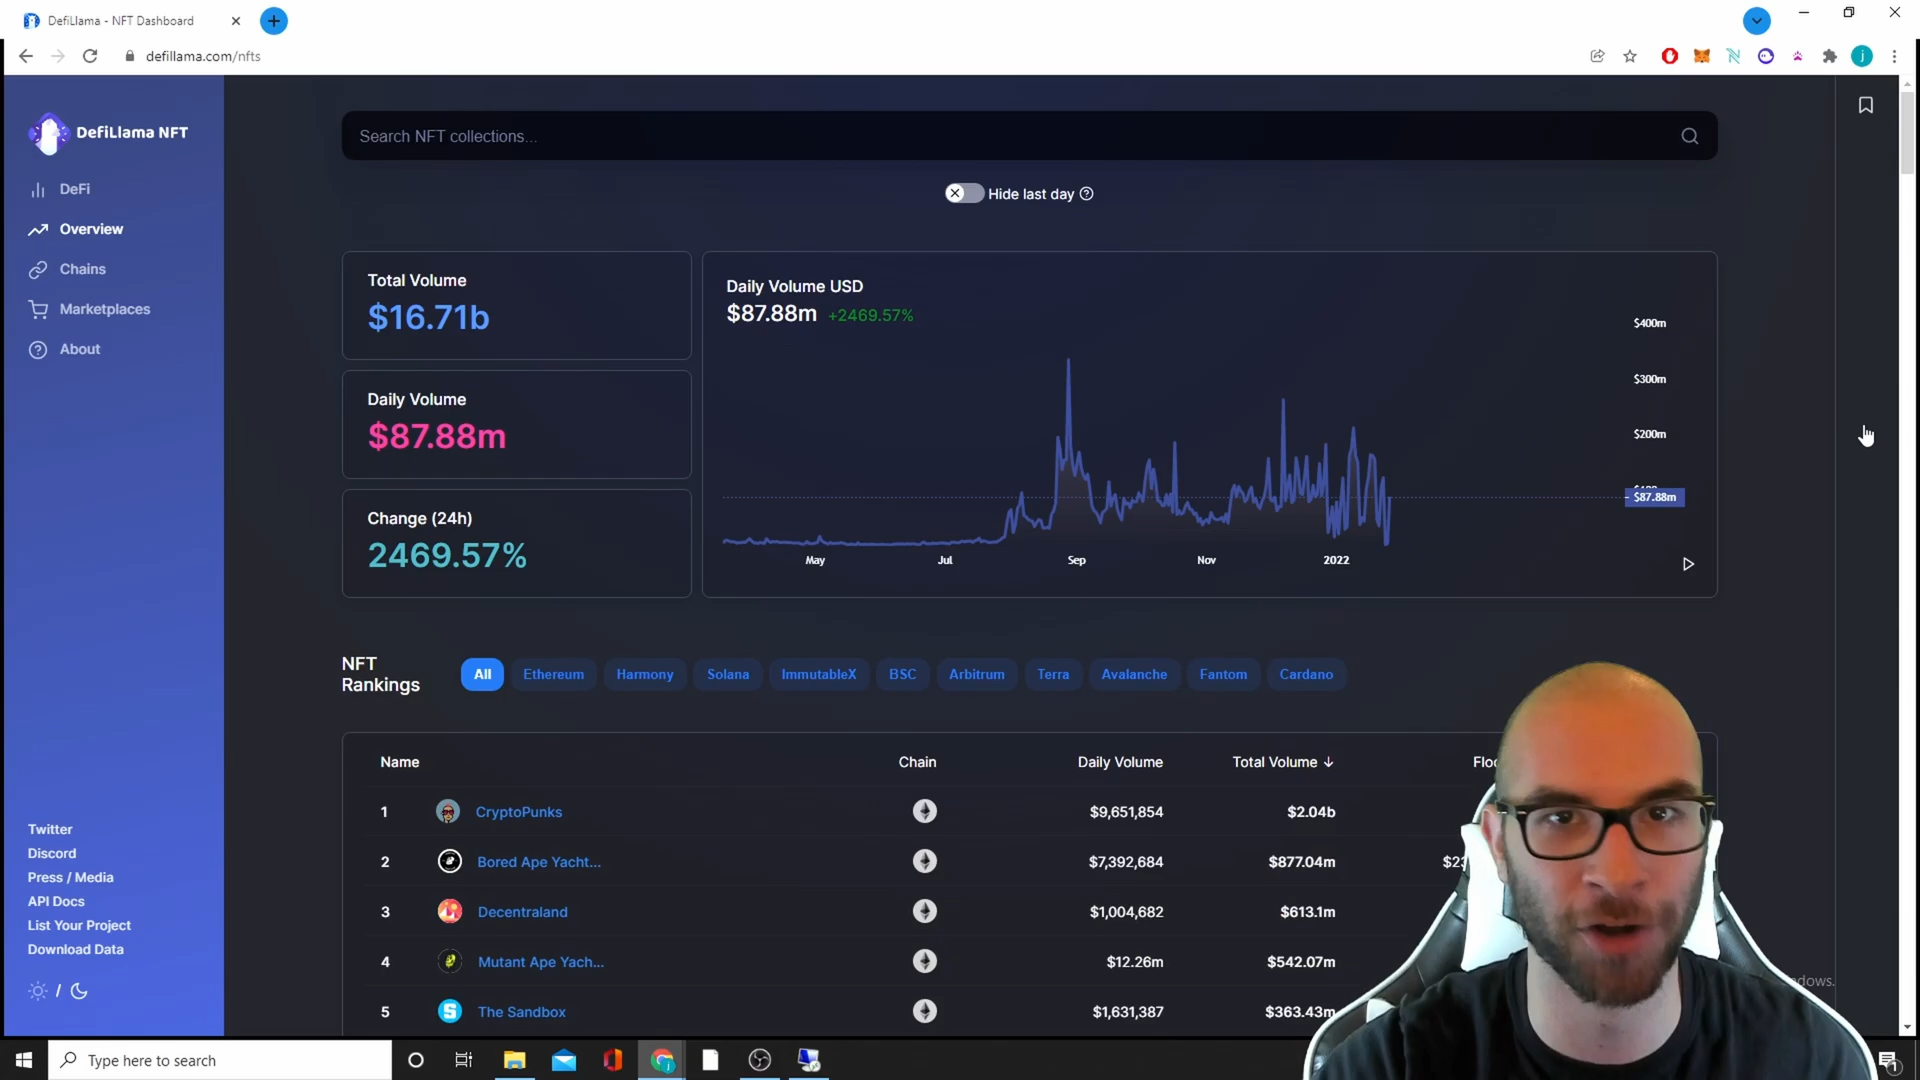 DefiLlama - NFT Dashboard
defillama.com/nfts
j
DefiLlama NFT
DeFi
Overview
Chains
Marketplaces
About
Twitter
Discord
Press / Media
API Docs
List Your Project
Download Data
/
Search NFT collections...
Hide last day
Total Volume
$16.71b
Daily Volume
$87.88m
Change (24h)
2469.57%
Daily Volume USD
$87.88m +2469.57%
$400m
$300m
$200m
$87.88m
May Jul Sep Nov 2022
NFT
Rankings
All Ethereum Harmony Solana ImmutableX BSC Arbitrum Terra Avalanche Fantom Cardano
Name Chain Daily Volume Total Volume ↓
1 CryptoPunks $9,651,854 $2.04b
2 Bored Ape Yacht... $7,392,684 $877.04m
3 Decentraland $1,004,682 $613.1m
4 Mutant Ape Yach... $12.26m $542.07m
5 The Sandbox $1,631,387 $363.43m
Type here to search